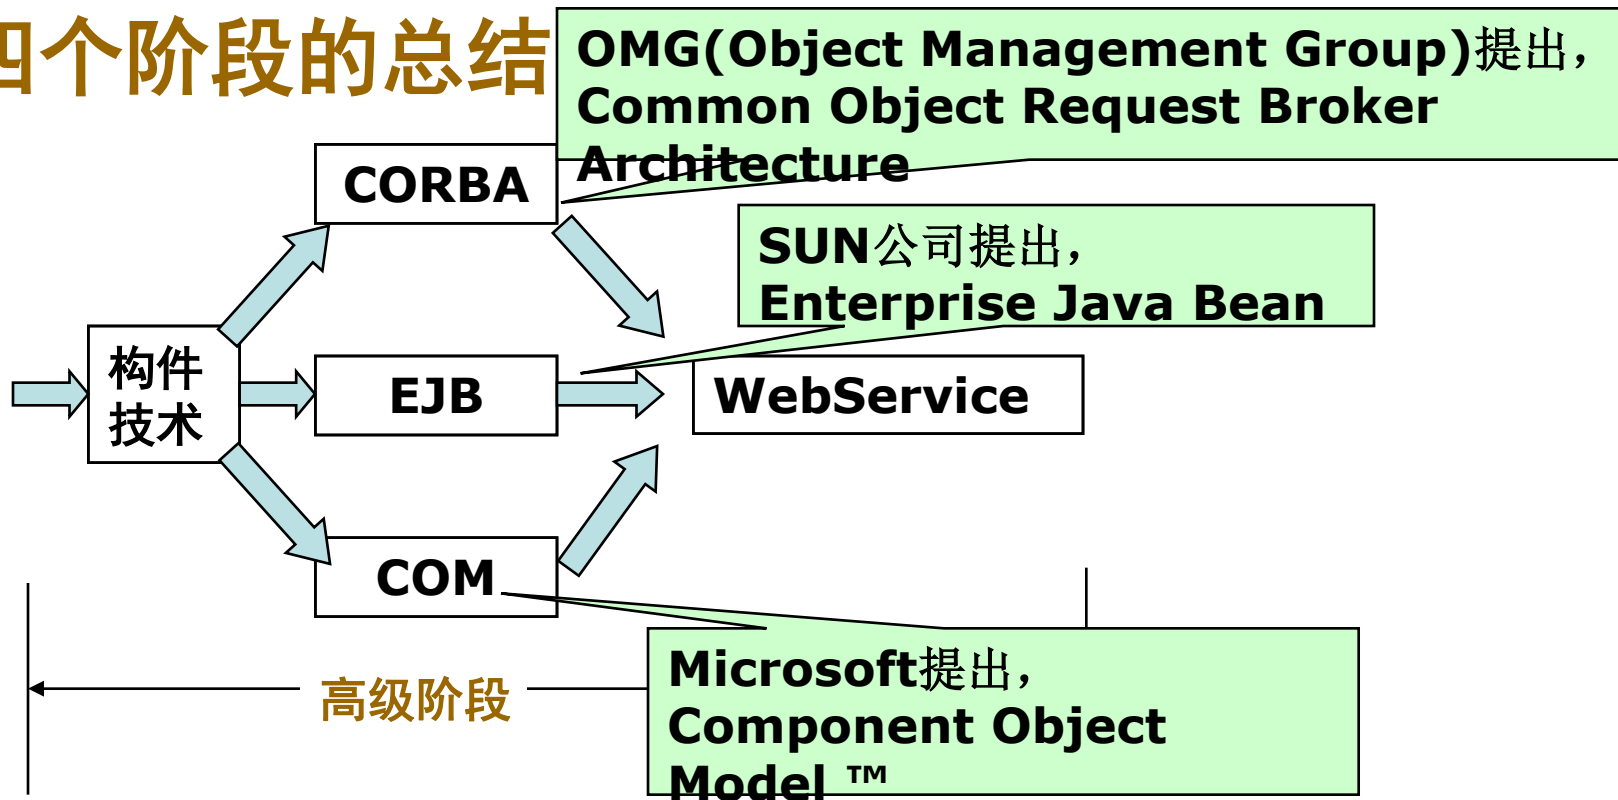 四个阶段的总结
OMG(Object Management Group)提出，
Common Object Request Broker
Architecture
CORBA
SUN公司提出，
Enterprise Java Bean
构件
技术
EJB
WebService
COM
高级阶段
Microsoft提出，
Component Object
Model ™